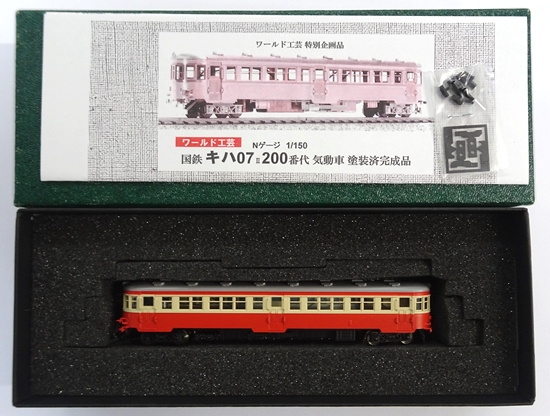 ワールド工芸 特別企画品
ワールド工芸 Nゲージ 1/150
国鉄 キハ07Ⅱ200番代 気動車 塗装済完成品